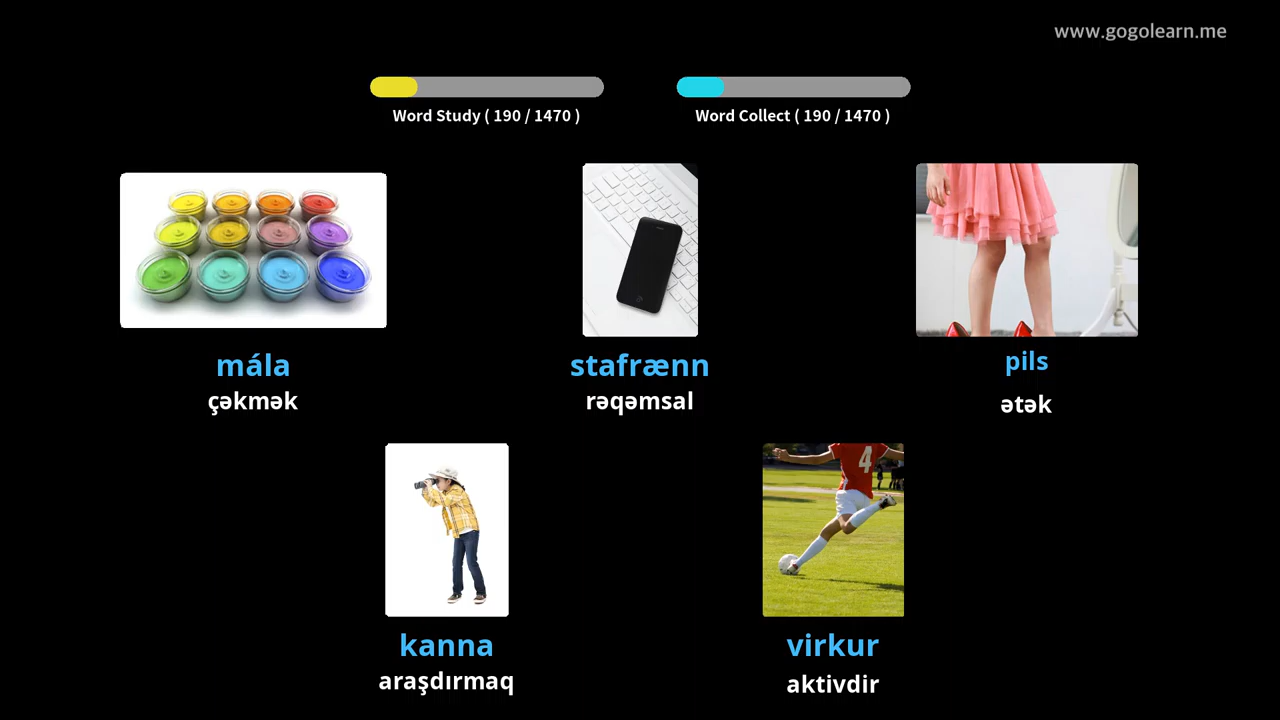 www.gogolearn.me
Word Study ( 190 / 1470 )
Word Collect ( 190 / 1470 )
mála
çəkmək
stafrænn
rəqəmsal
pils
ətək
kanna
araşdırmaq
virkur
aktivdir
4